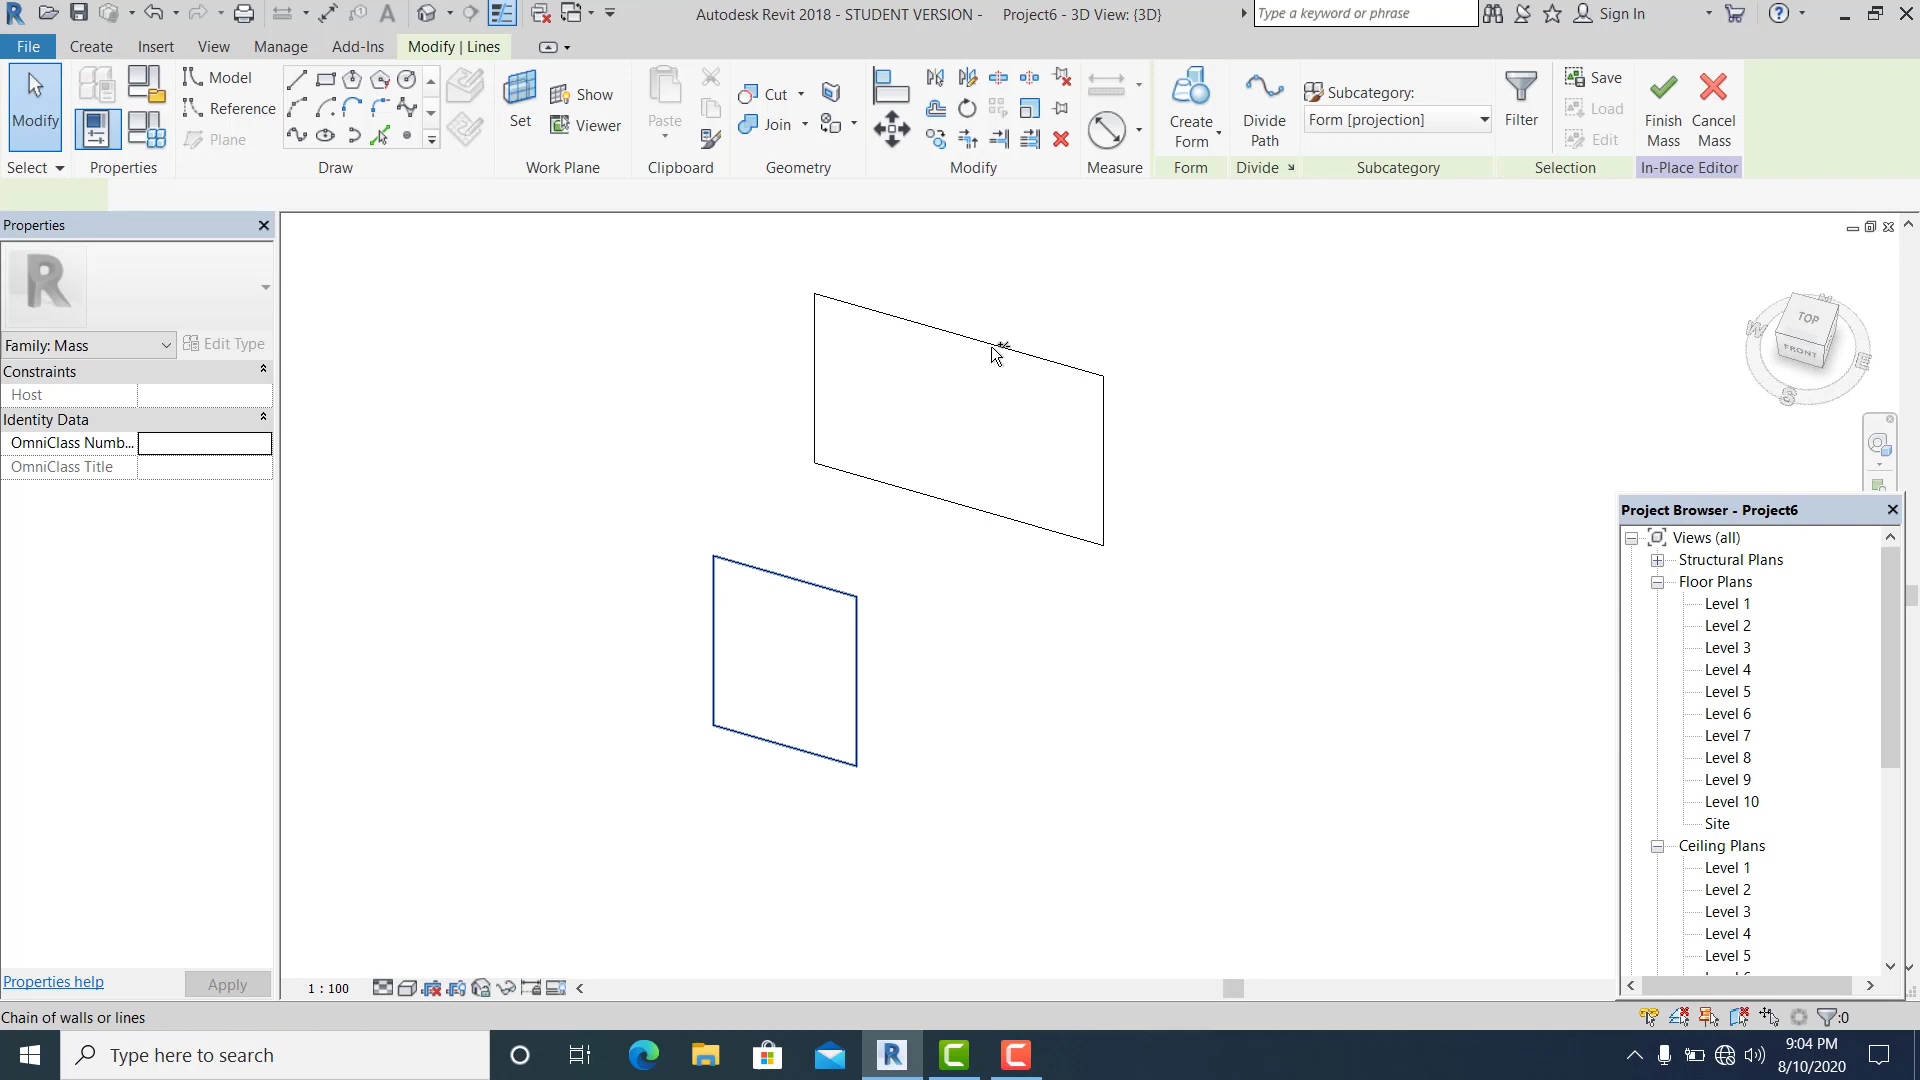 Autodesk Revit 2018 - STUDENT VERSION - Project6 - 3D View: {3D}
Type a keyword or phrase
Sign In
File Create Insert View Manage Add-Ins Modify | Lines
Modify
Model
Reference
Plane
Set
Show
Viewer
Paste
Cut
Join
Create
Form
Divide
Path
Subcategory:
Form [projection]
Filter
Save
Load
Edit
Finish
Mass
Cancel
Mass
Select Properties Draw Work Plane Clipboard Geometry Modify Measure Form Divide Subcategory Selection In-Place Editor
Properties
Family: Mass
Edit Type
Constraints
Host
Identity Data
OmniClass Numb...
OmniClass Title
Properties help
Apply
TOP
FRONT
W
E
S
Project Browser - Project6
Views (all)
Structural Plans
Floor Plans
Level 1
Level 2
Level 3
Level 4
Level 5
Level 6
Level 7
Level 8
Level 9
Level 10
Site
Ceiling Plans
Level 1
Level 2
Level 3
Level 4
Level 5
1 : 100
Chain of walls or lines
:0
Type here to search
9:04 PM
8/10/2020